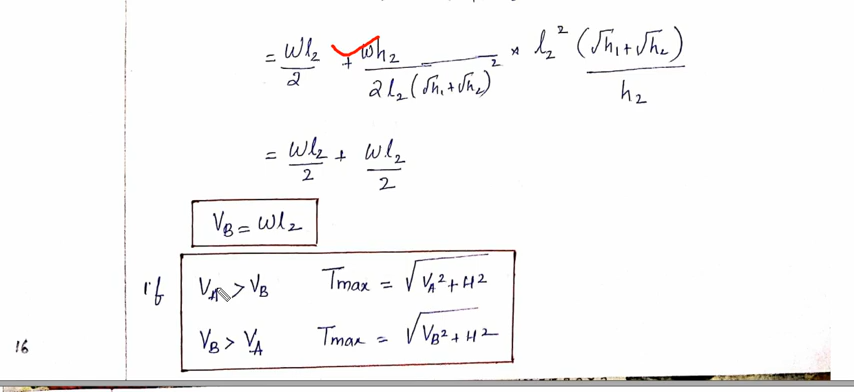 = Wl₂/2 + Wh₂/2l₂(√h₁+√h₂)² * l₂² (√h₁+√h₂)/h₂
= Wl₂/2 + Wl₂/2
V_B = Wl₂
if V_A > V_B Tmax = √(V_A² + H²)
V_B > V_A Tmax = √(V_B² + H²)
16